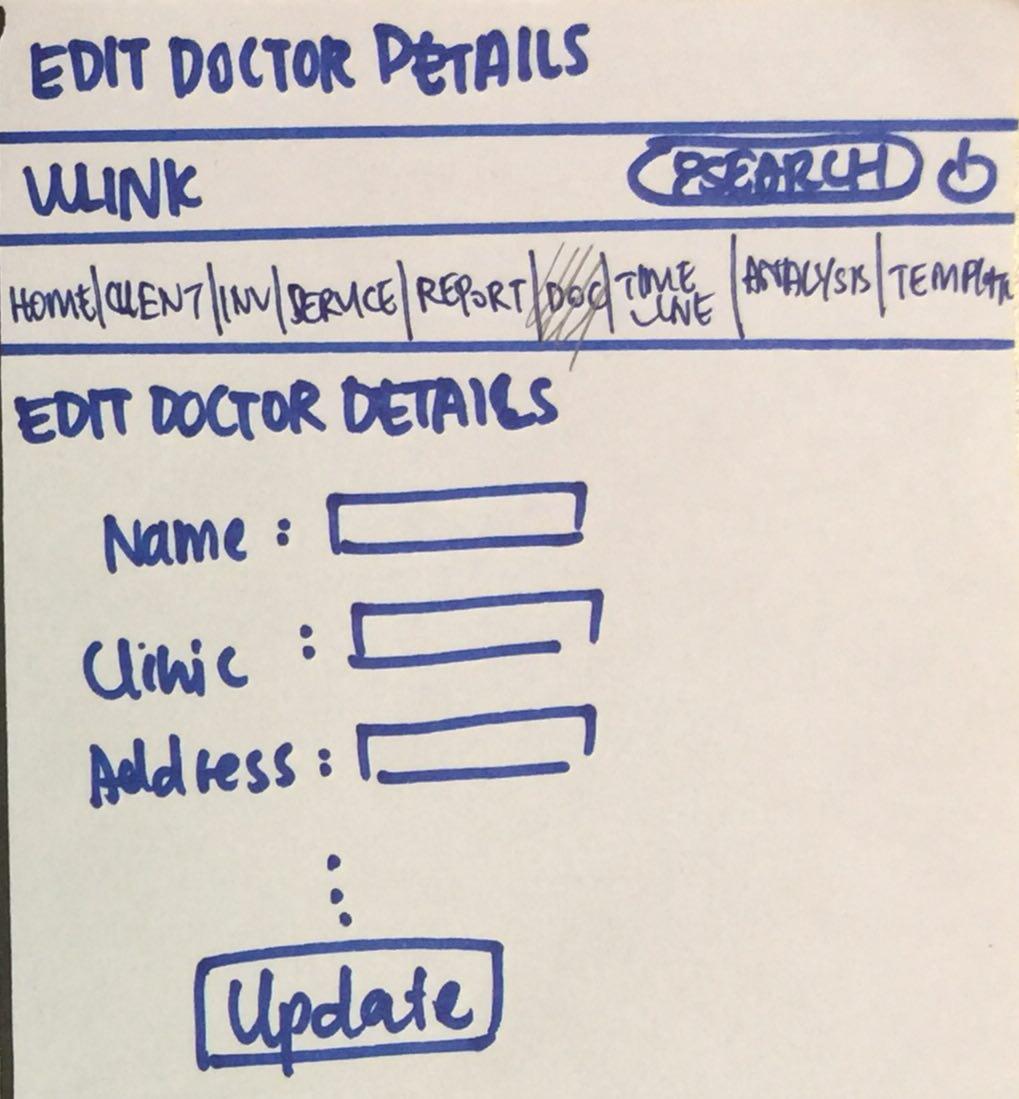 EDIT DOCTOR DETAILS
VLINK PSEARCH
HOME CLIENT INV SERVICE REPORT DOC TIME LINE ANALYSIS TEMPLATE
EDIT DOCTOR DETAILS
Name :
Clinic :
Address :
Update